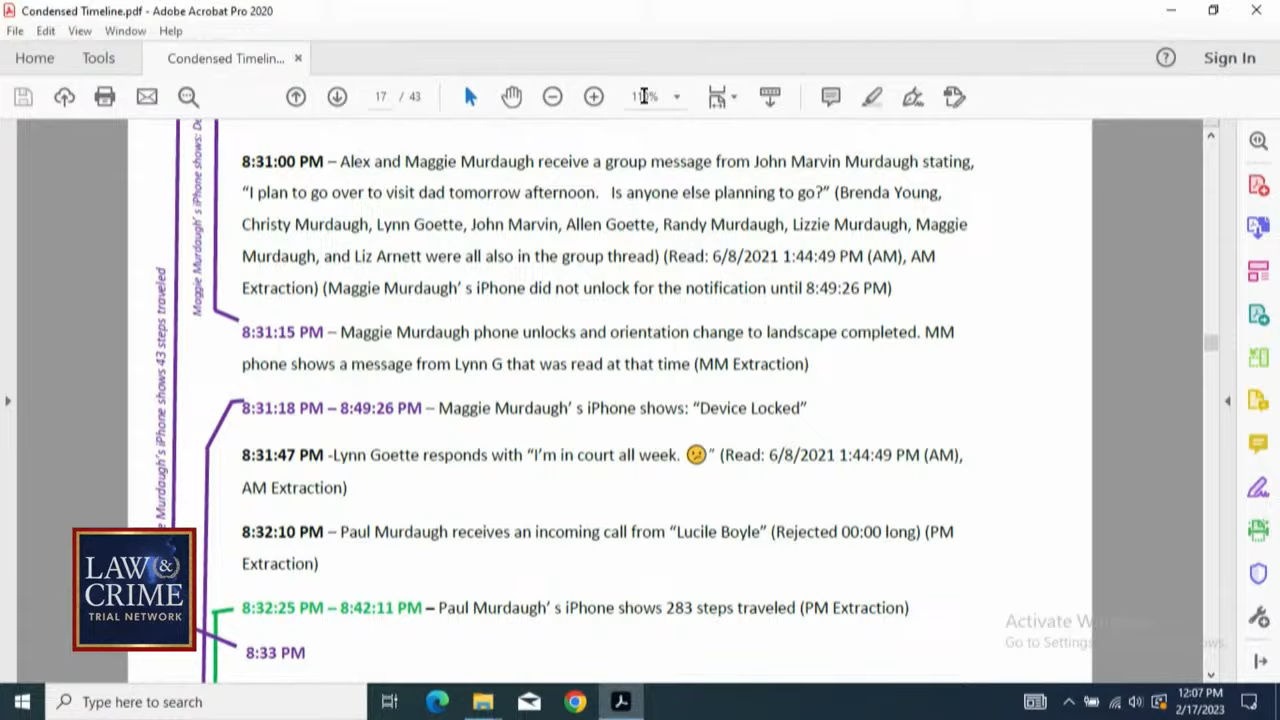 Condensed Timeline.pdf - Adobe Acrobat Pro 2020
File Edit View Window Help
Home Tools Condensed Timelin... × Sign In
17 / 43
8:31:00 PM – Alex and Maggie Murdaugh receive a group message from John Marvin Murdaugh stating,
“I plan to go over to visit dad tomorrow afternoon. Is anyone else planning to go?” (Brenda Young,
Christy Murdaugh, Lynn Goette, John Marvin, Allen Goette, Randy Murdaugh, Lizzie Murdaugh, Maggie
Murdaugh, and Liz Arnett were all also in the group thread) (Read: 6/8/2021 1:44:49 PM (AM), AM
Extraction) (Maggie Murdaugh’ s iPhone did not unlock for the notification until 8:49:26 PM)
8:31:15 PM – Maggie Murdaugh phone unlocks and orientation change to landscape completed. MM
phone shows a message from Lynn G that was read at that time (MM Extraction)
8:31:18 PM – 8:49:26 PM – Maggie Murdaugh’ s iPhone shows: “Device Locked”
8:31:47 PM -Lynn Goette responds with “I’m in court all week. 😕” (Read: 6/8/2021 1:44:49 PM (AM),
AM Extraction)
8:32:10 PM – Paul Murdaugh receives an incoming call from “Lucile Boyle” (Rejected 00:00 long) (PM
Extraction)
8:32:25 PM – 8:42:11 PM – Paul Murdaugh’ s iPhone shows 283 steps traveled (PM Extraction)
8:33 PM
Maggie Murdaugh’ s iPhone shows: De
Murdaugh’s iPhone shows 43 steps traveled
LAW &
CRIME
TRIAL NETWORK
Activate
Go to Settings
Type here to search
12:07 PM
2/17/2023